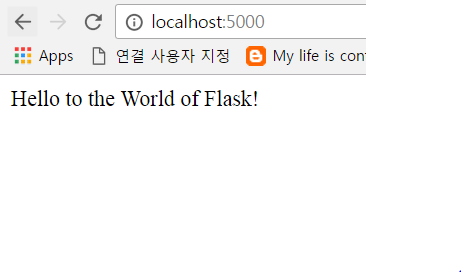 localhost:5000
Apps 연결 사용자 지정 My life is
Hello to the World of Flask!